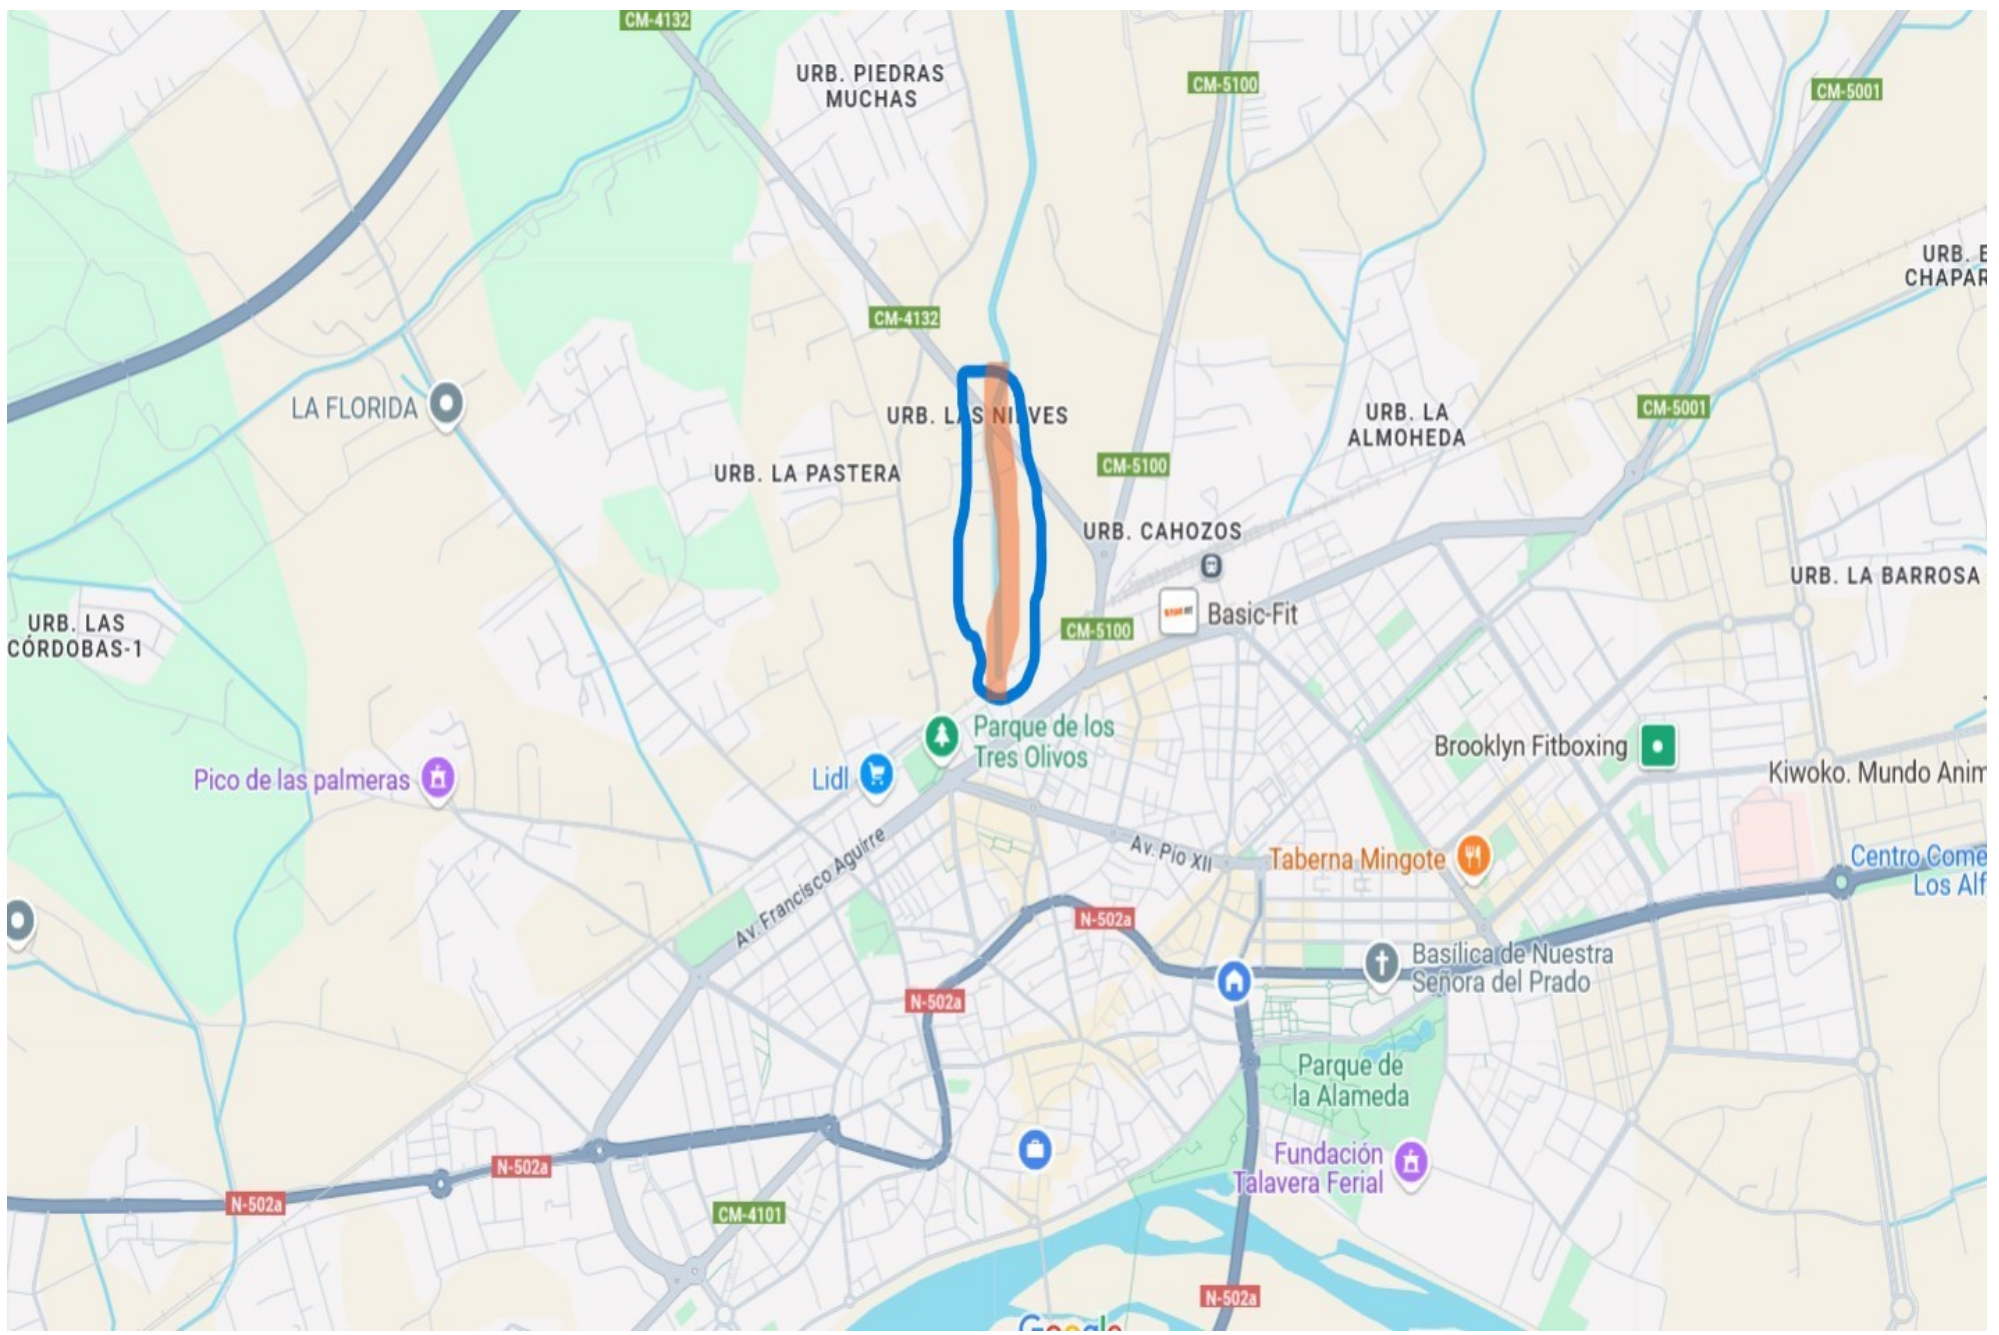 CM-4132
URB. PIEDRAS
MUCHAS
CM-5100
CM-5001
URB. E
CHAPAR
CM-4132
LA FLORIDA
URB. LAS NIEVES
URB. LA
ALMOHEDA
CM-5001
URB. LA PASTERA
CM-5100
URB. CAHOZOS
URB. LA BARROSA
URB. LAS
CÓRDOBAS-1
Basic-Fit
CM-5100
Parque de los
Tres Olivos
Brooklyn Fitboxing
Pico de las palmeras
Lidl
Kiwoko. Mundo Anim
Av. Francisco Aguirre
Av. Pío XII
Taberna Mingote
Centro Come
Los Alf
N-502a
Basílica de Nuestra
Señora del Prado
N-502a
Parque de
la Alameda
Fundación
Talavera Ferial
N-502a
N-502a
CM-4101
N-502a
Google